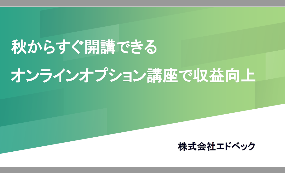 秋からすぐ開講できる
オンラインオプション講座で収益向上
株式会社エドベック